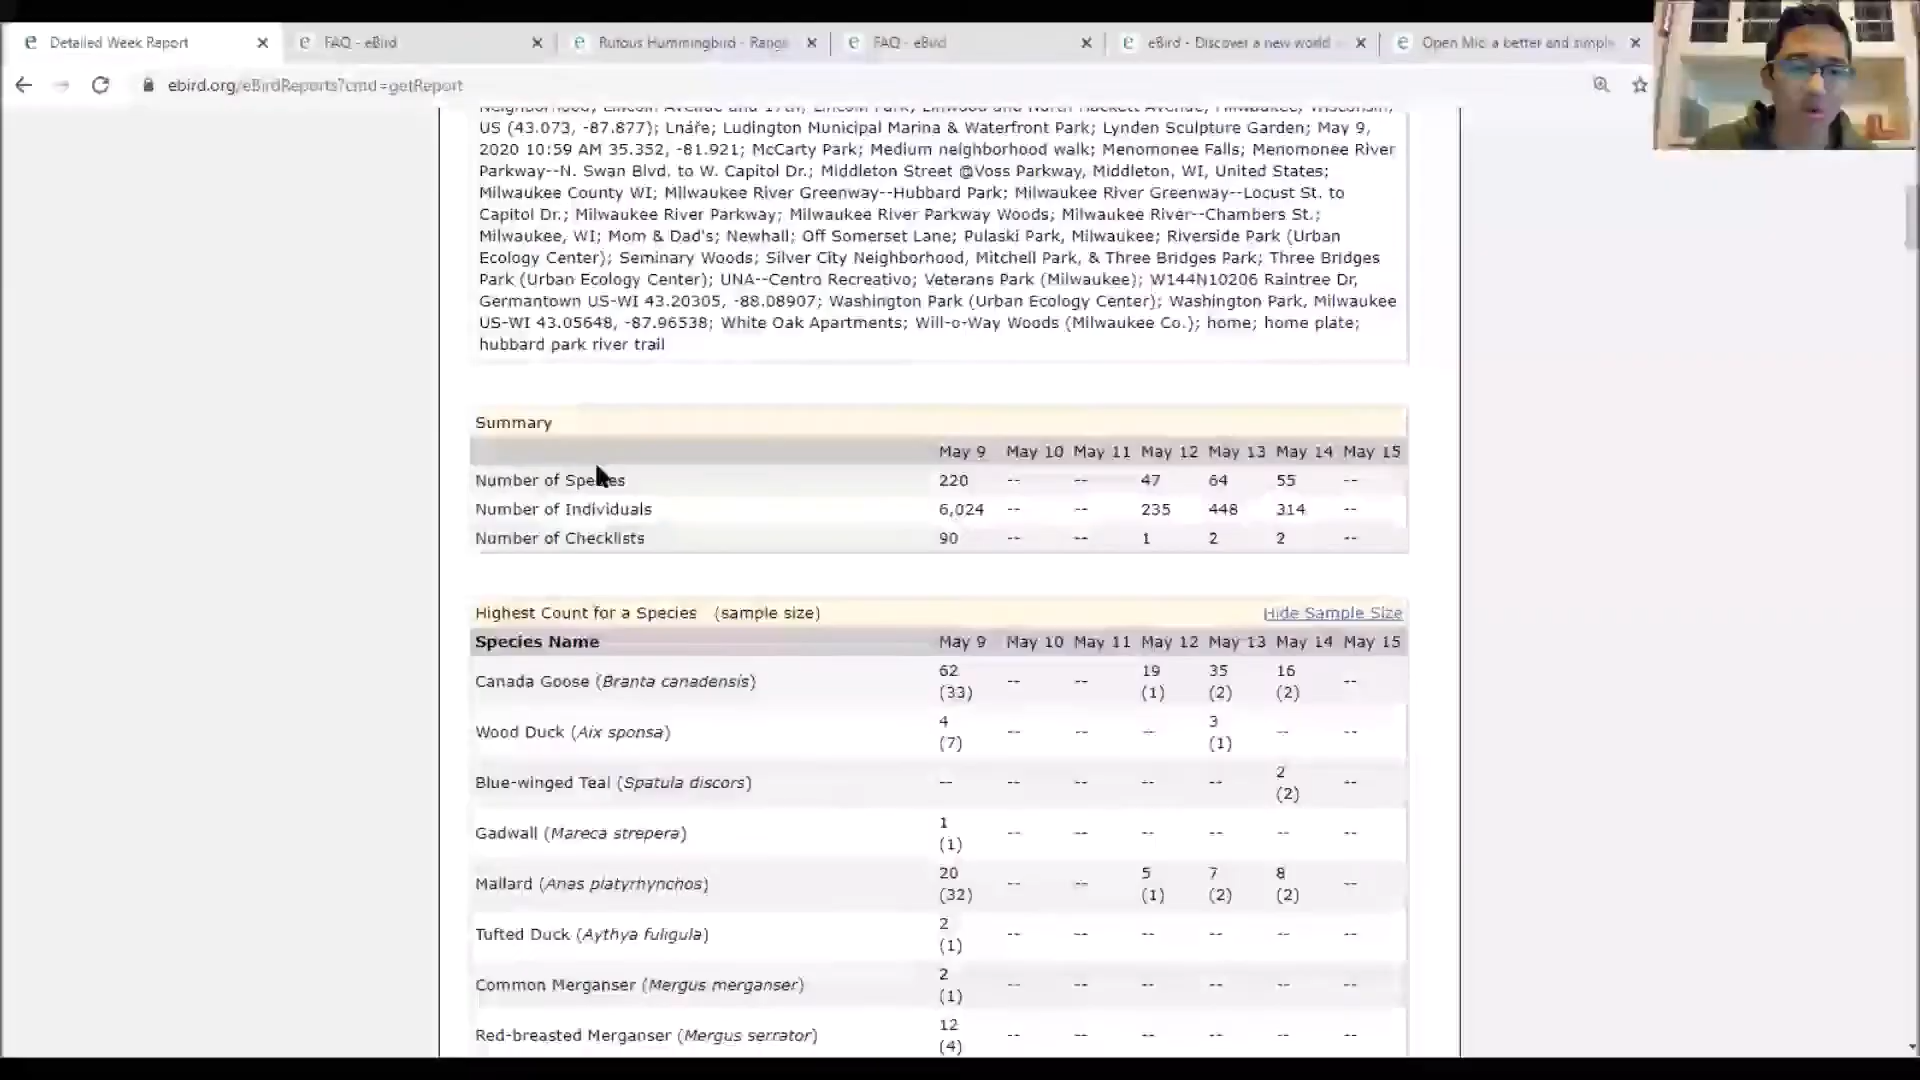 Detailed Week Report
FAQ - eBird
Rufous Hummingbird - Range
FAQ - eBird
eBird - Discover a new world
Open Mic: a better and simple
ebird.org/eBirdReports?cmd=getReport
Neighborhood; Lincoln Avenue and 17th; Lincoln Park; Linwood and North Hackett Avenue, Milwaukee, Wisconsin,
US (43.073, -87.877); Lnáře; Ludington Municipal Marina & Waterfront Park; Lynden Sculpture Garden; May 9,
2020 10:59 AM 35.352, -81.921; McCarty Park; Medium neighborhood walk; Menomonee Falls; Menomonee River
Parkway--N. Swan Blvd. to W. Capitol Dr.; Middleton Street @Voss Parkway, Middleton, WI, United States;
Milwaukee County WI; Milwaukee River Greenway--Hubbard Park; Milwaukee River Greenway--Locust St. to
Capitol Dr.; Milwaukee River Parkway; Milwaukee River Parkway Woods; Milwaukee River--Chambers St.;
Milwaukee, WI; Mom & Dad's; Newhall; Off Somerset Lane; Pulaski Park, Milwaukee; Riverside Park (Urban
Ecology Center); Seminary Woods; Silver City Neighborhood, Mitchell Park, & Three Bridges Park; Three Bridges
Park (Urban Ecology Center); UNA--Centro Recreativo; Veterans Park (Milwaukee); W144N10206 Raintree Dr,
Germantown US-WI 43.20305, -88.08907; Washington Park (Urban Ecology Center); Washington Park, Milwaukee
US-WI 43.05648, -87.96538; White Oak Apartments; Will-o-Way Woods (Milwaukee Co.); home; home plate;
hubbard park river trail
Summary
May 9 May 10 May 11 May 12 May 13 May 14 May 15
Number of Species 220 -- -- 47 64 55 --
Number of Individuals 6,024 -- -- 235 448 314 --
Number of Checklists 90 -- -- 1 2 2 --
Highest Count for a Species (sample size) Hide Sample Size
Species Name May 9 May 10 May 11 May 12 May 13 May 14 May 15
Canada Goose (Branta canadensis) 62 (33) -- -- 19 (1) 35 (2) 16 (2) --
Wood Duck (Aix sponsa) 4 (7) -- -- -- 3 (1) -- --
Blue-winged Teal (Spatula discors) -- -- -- -- -- 2 (2) --
Gadwall (Mareca strepera) 1 (1) -- -- -- -- -- --
Mallard (Anas platyrhynchos) 20 (32) -- -- 5 (1) 7 (2) 8 (2) --
Tufted Duck (Aythya fuligula) 2 (1) -- -- -- -- -- --
Common Merganser (Mergus merganser) 2 (1) -- -- -- -- -- --
Red-breasted Merganser (Mergus serrator) 12 (4) -- -- -- -- -- --